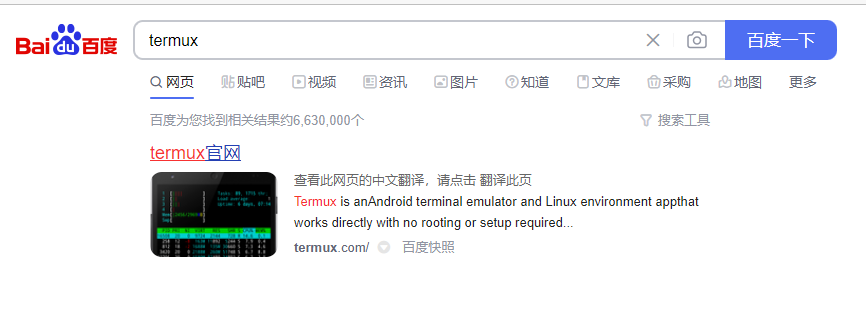 Bai du 百度
termux
百度一下
网页 贴 贴吧 视频 资讯 图片 知道 文库 采购 地图 更多
百度为您找到相关结果约6,630,000个 搜索工具
termux官网
查看此网页的中文翻译，请点击 翻译此页
Termux is anAndroid terminal emulator and Linux environment appthat
works directly with no rooting or setup required...
termux.com/ 百度快照